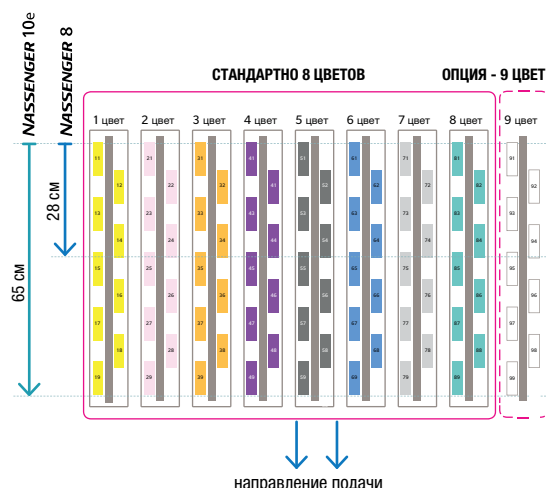 NASSENGER 10e
NASSENGER 8
СТАНДАРТНО 8 ЦВЕТОВ ОПЦИЯ - 9 ЦВЕТ
1 цвет 2 цвет 3 цвет 4 цвет 5 цвет 6 цвет 7 цвет 8 цвет 9 цвет
11 21 31 41 51 61 71 81 91
12 22 32 41 52 62 72 82 92
13 23 33 43 53 63 73 83 93
14 24 34 44 54 64 74 84 94
15 25 35 45 55 65 75 85 95
16 26 36 46 56 66 76 86 96
17 27 37 47 57 67 77 87 97
18 28 38 48 58 68 78 88 98
19 29 39 49 59 69 79 89 99
28 см
65 см
направление подачи